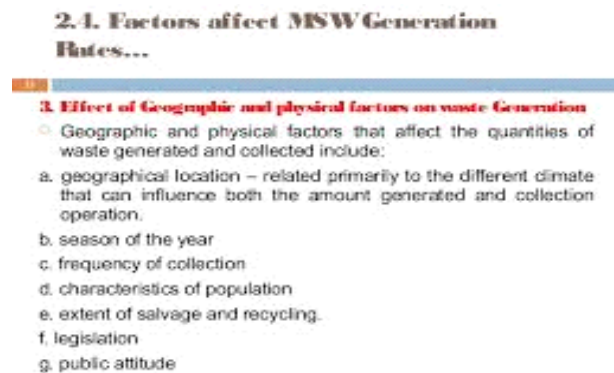 2.4. Factors affect MSW Generation
Rates...
3. Effect of Geographic and physical factors on waste Generation
Geographic and physical factors that affect the quantities of
waste generated and collected include:
a. geographical location – related primarily to the different climate
that can influence both the amount generated and collection
operation.
b. season of the year
c. frequency of collection
d. characteristics of population
e. extent of salvage and recycling.
f. legislation
g. public attitude